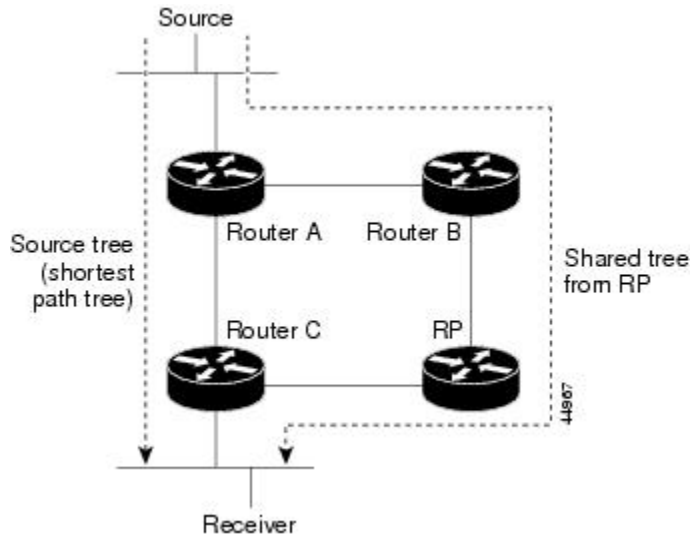 Source
Router A
Router B
Source tree
(shortest
path tree)
Shared tree
from RP
Router C
RP
44967
Receiver